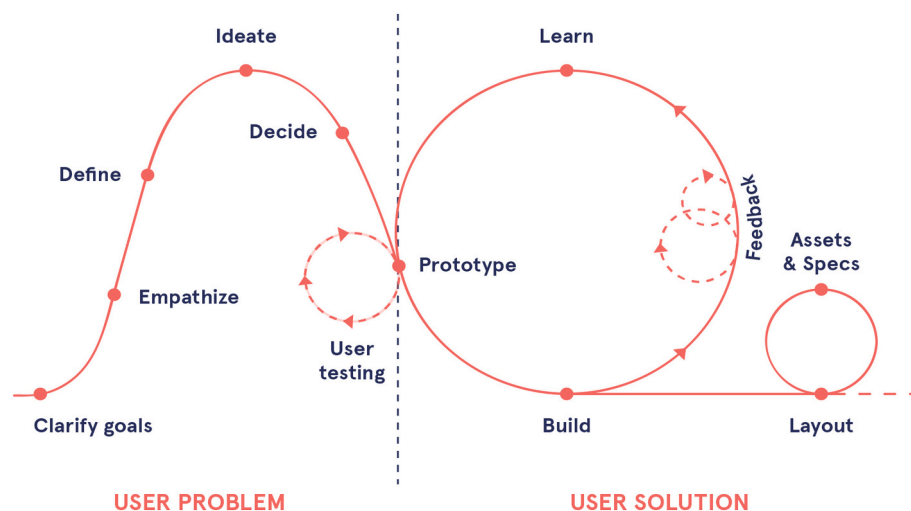 Ideate
Learn
Decide
Define
Feedback
Assets
& Specs
Prototype
Empathize
User
testing
Clarify goals
Build
Layout
USER PROBLEM
USER SOLUTION